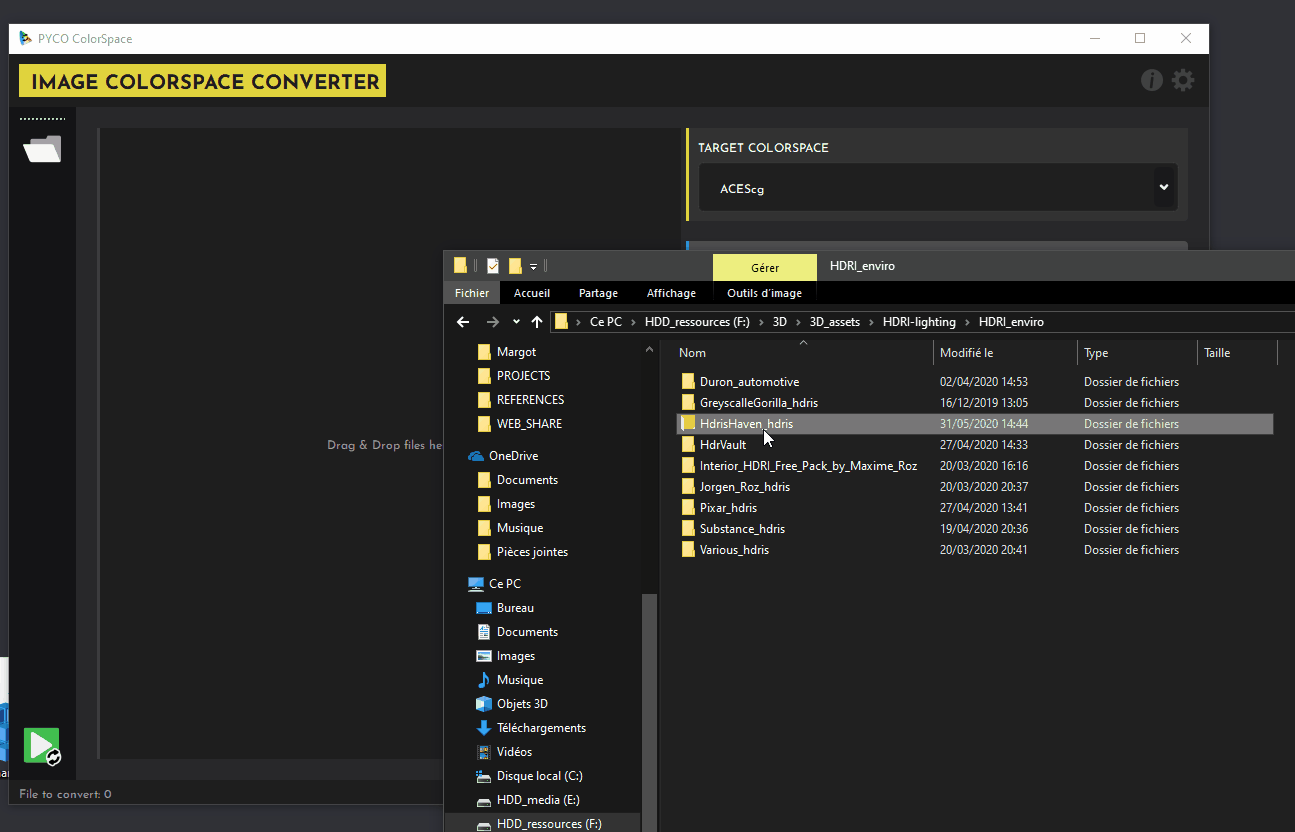 PYCO ColorSpace
IMAGE COLORSPACE CONVERTER
TARGET COLORSPACE
ACEScg
Drag & Drop files he
File to convert: 0
Gérer
HDRI_enviro
Fichier
Accueil
Partage
Affichage
Outils d'image
Ce PC
HDD_ressources (F:)
3D
3D_assets
HDRI-lighting
HDRI_enviro
Margot
PROJECTS
REFERENCES
WEB_SHARE
OneDrive
Documents
Images
Musique
Pièces jointes
Ce PC
Bureau
Documents
Images
Musique
Objets 3D
Téléchargements
Vidéos
Disque local (C:)
HDD_media (E:)
HDD_ressources (F:)
Nom Modifié le Type Taille
Duron_automotive 02/04/2020 14:53 Dossier de fichiers
GreyscalleGorilla_hdris 16/12/2019 13:05 Dossier de fichiers
HdrisHaven_hdris 31/05/2020 14:44 Dossier de fichiers
HdrVault 27/04/2020 14:33 Dossier de fichiers
Interior_HDRI_Free_Pack_by_Maxime_Roz 20/03/2020 16:16 Dossier de fichiers
Jorgen_Roz_hdris 20/03/2020 20:37 Dossier de fichiers
Pixar_hdris 27/04/2020 13:41 Dossier de fichiers
Substance_hdris 19/04/2020 20:36 Dossier de fichiers
Various_hdris 20/03/2020 20:41 Dossier de fichiers